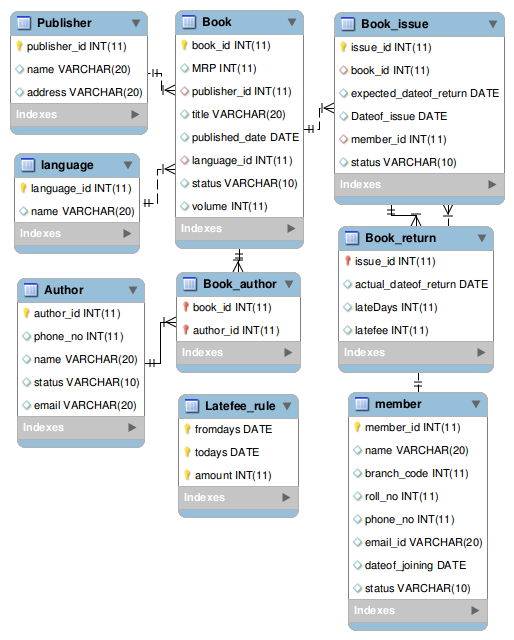 Publisher
publisher_id INT(11)
name VARCHAR(20)
address VARCHAR(20)
Indexes
Book
book_id INT(11)
MRP INT(11)
publisher_id INT(11)
title VARCHAR(20)
published_date DATE
language_id INT(11)
status VARCHAR(10)
volume INT(11)
Indexes
Book_issue
issue_id INT(11)
book_id INT(11)
expected_dateof_return DATE
Dateof_issue DATE
member_id INT(11)
status VARCHAR(10)
Indexes
language
language_id INT(11)
name VARCHAR(20)
Indexes
Book_return
issue_id INT(11)
actual_dateof_return DATE
lateDays INT(11)
latefee INT(11)
Indexes
Author
author_id INT(11)
phone_no INT(11)
name VARCHAR(20)
status VARCHAR(10)
email VARCHAR(20)
Indexes
Book_author
book_id INT(11)
author_id INT(11)
Indexes
Latefee_rule
fromdays DATE
todays DATE
amount INT(11)
Indexes
member
member_id INT(11)
name VARCHAR(20)
branch_code INT(11)
roll_no INT(11)
phone_no INT(11)
email_id VARCHAR(20)
dateof_joining DATE
status VARCHAR(10)
Indexes